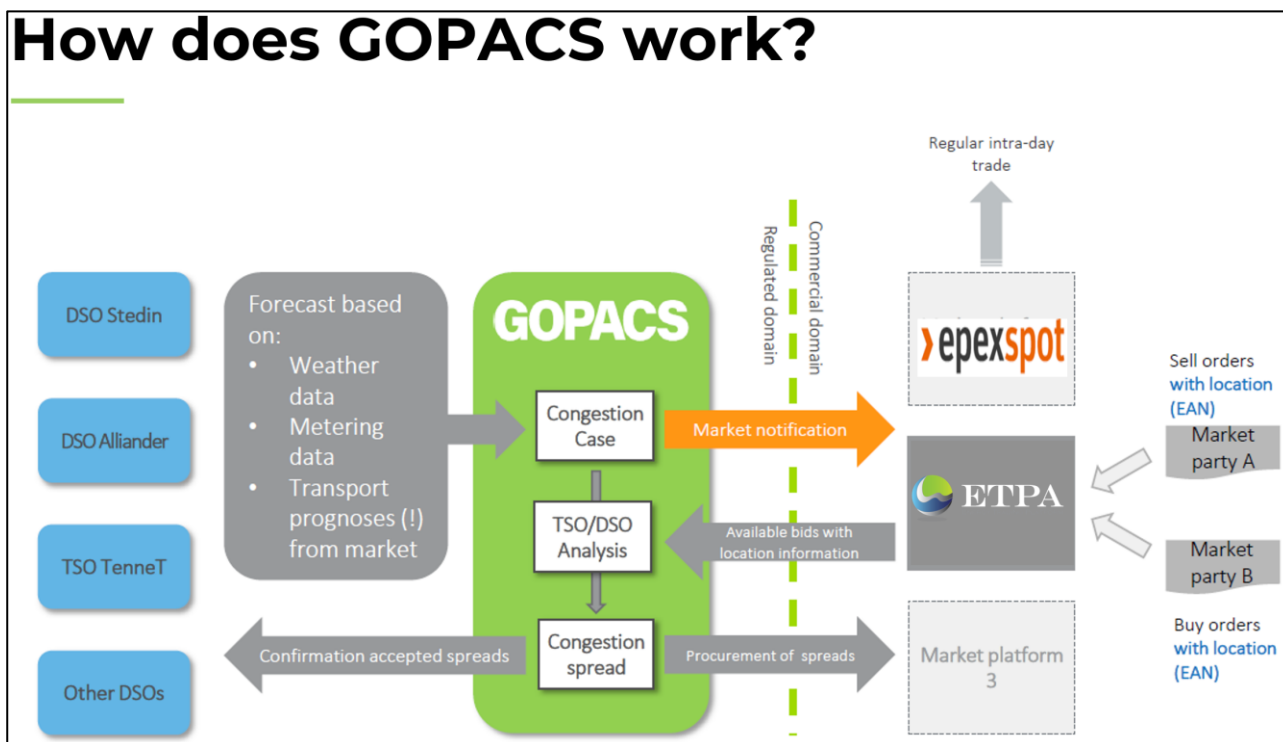 How does GOPACS work?
DSO Stedin
DSO Alliander
TSO TenneT
Other DSOs
Forecast based
on:
• Weather
data
• Metering
data
• Transport
prognoses (!)
from market
GOPACS
Congestion
Case
TSO/DSO
Analysis
Congestion
spread
Confirmation accepted spreads
Regulated domain
Commercial domain
Market notification
Available bids with
location information
Procurement of spreads
Regular intra-day
trade
epexspot
ETPA
Market platform
3
Sell orders
with location
(EAN)
Market
party A
Market
party B
Buy orders
with location
(EAN)